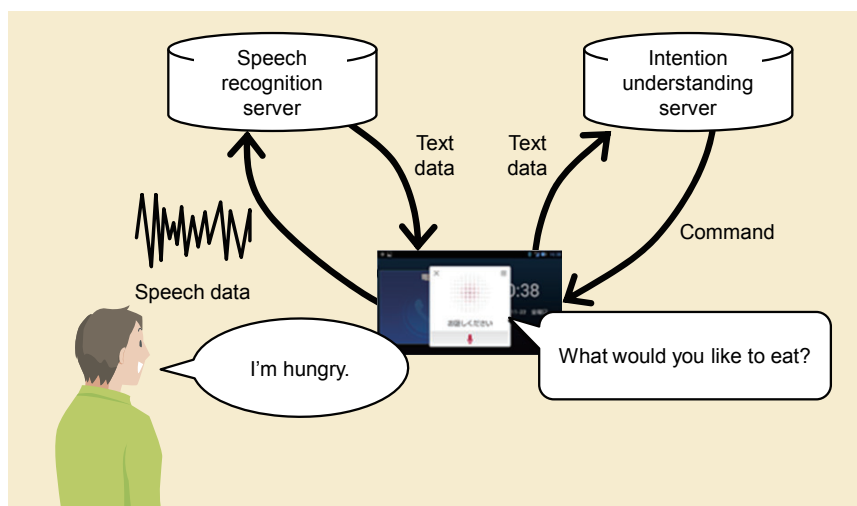 Speech
recognition
server
Intention
understanding
server
Text
data
Text
data
Command
Speech data
:38
お話しください
I'm hungry.
What would you like to eat?